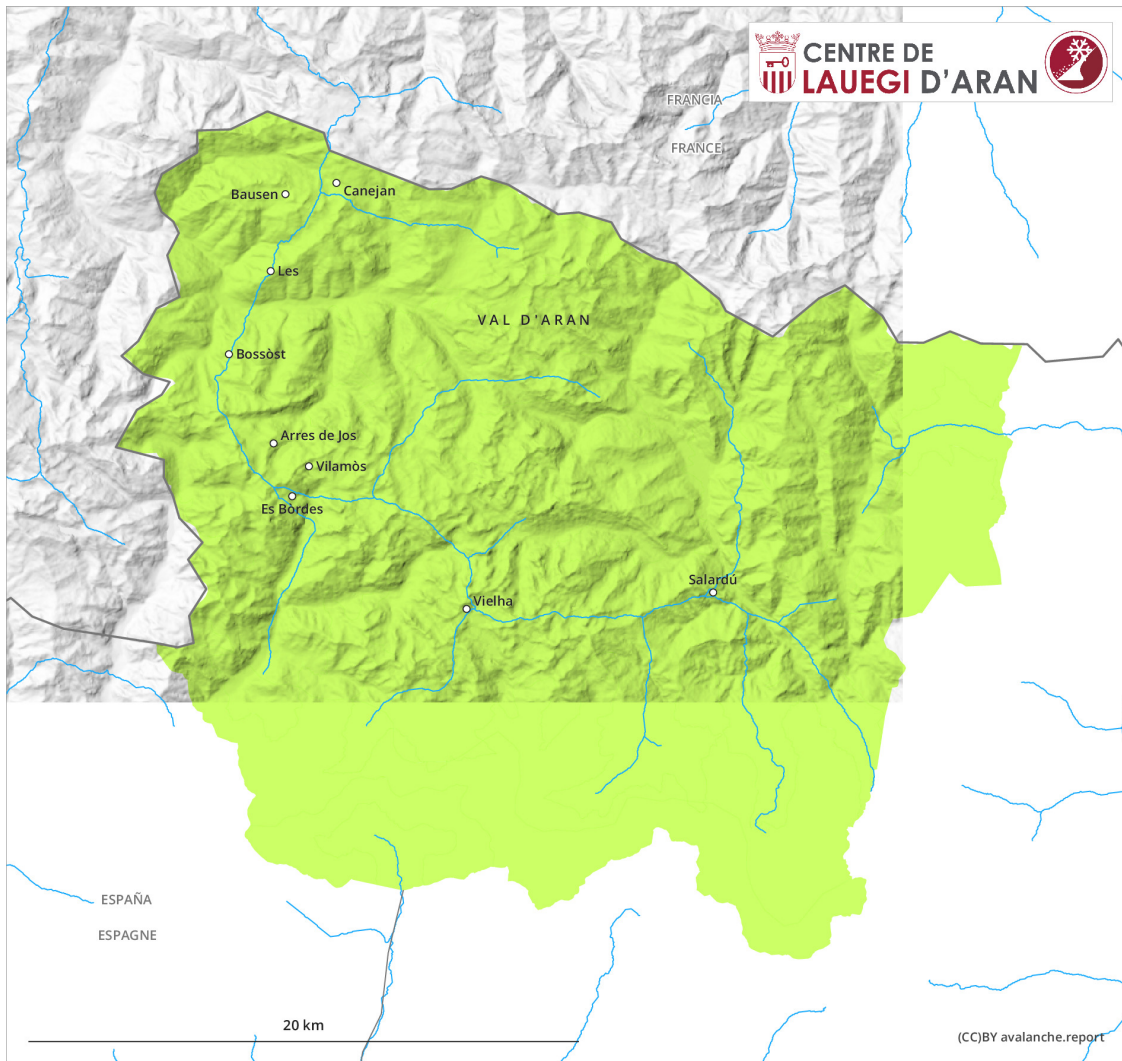 CENTRE DE
LAUEGI D'ARAN
FRANCIA
FRANCE
Bausen
Canejan
Les
VAL D'ARAN
Bossòst
Arres de Jos
Vilamòs
Es Bòrdes
Salardú
Vielha
ESPAÑA
ESPAGNE
20 km
(CC)BY avalanche.report